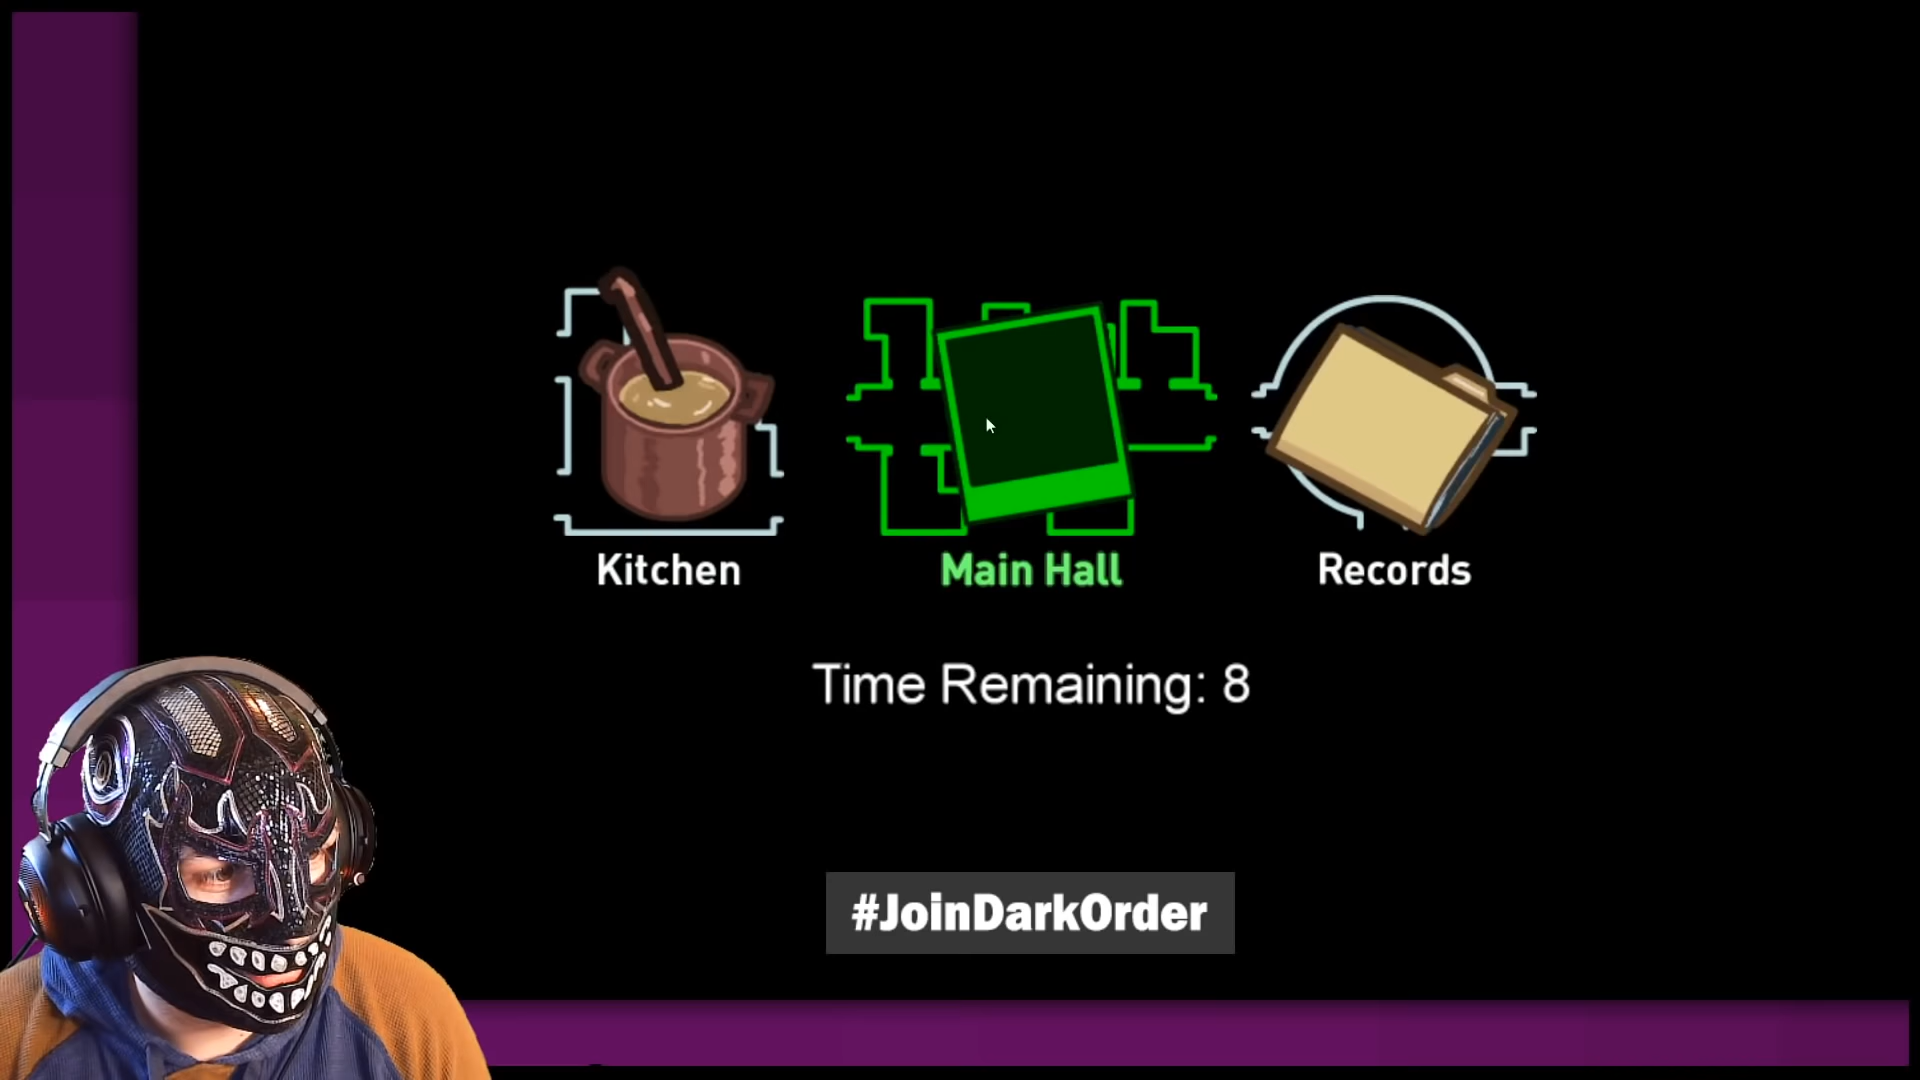 Kitchen
Main Hall
Records
Time Remaining: 8
#JoinDarkOrder